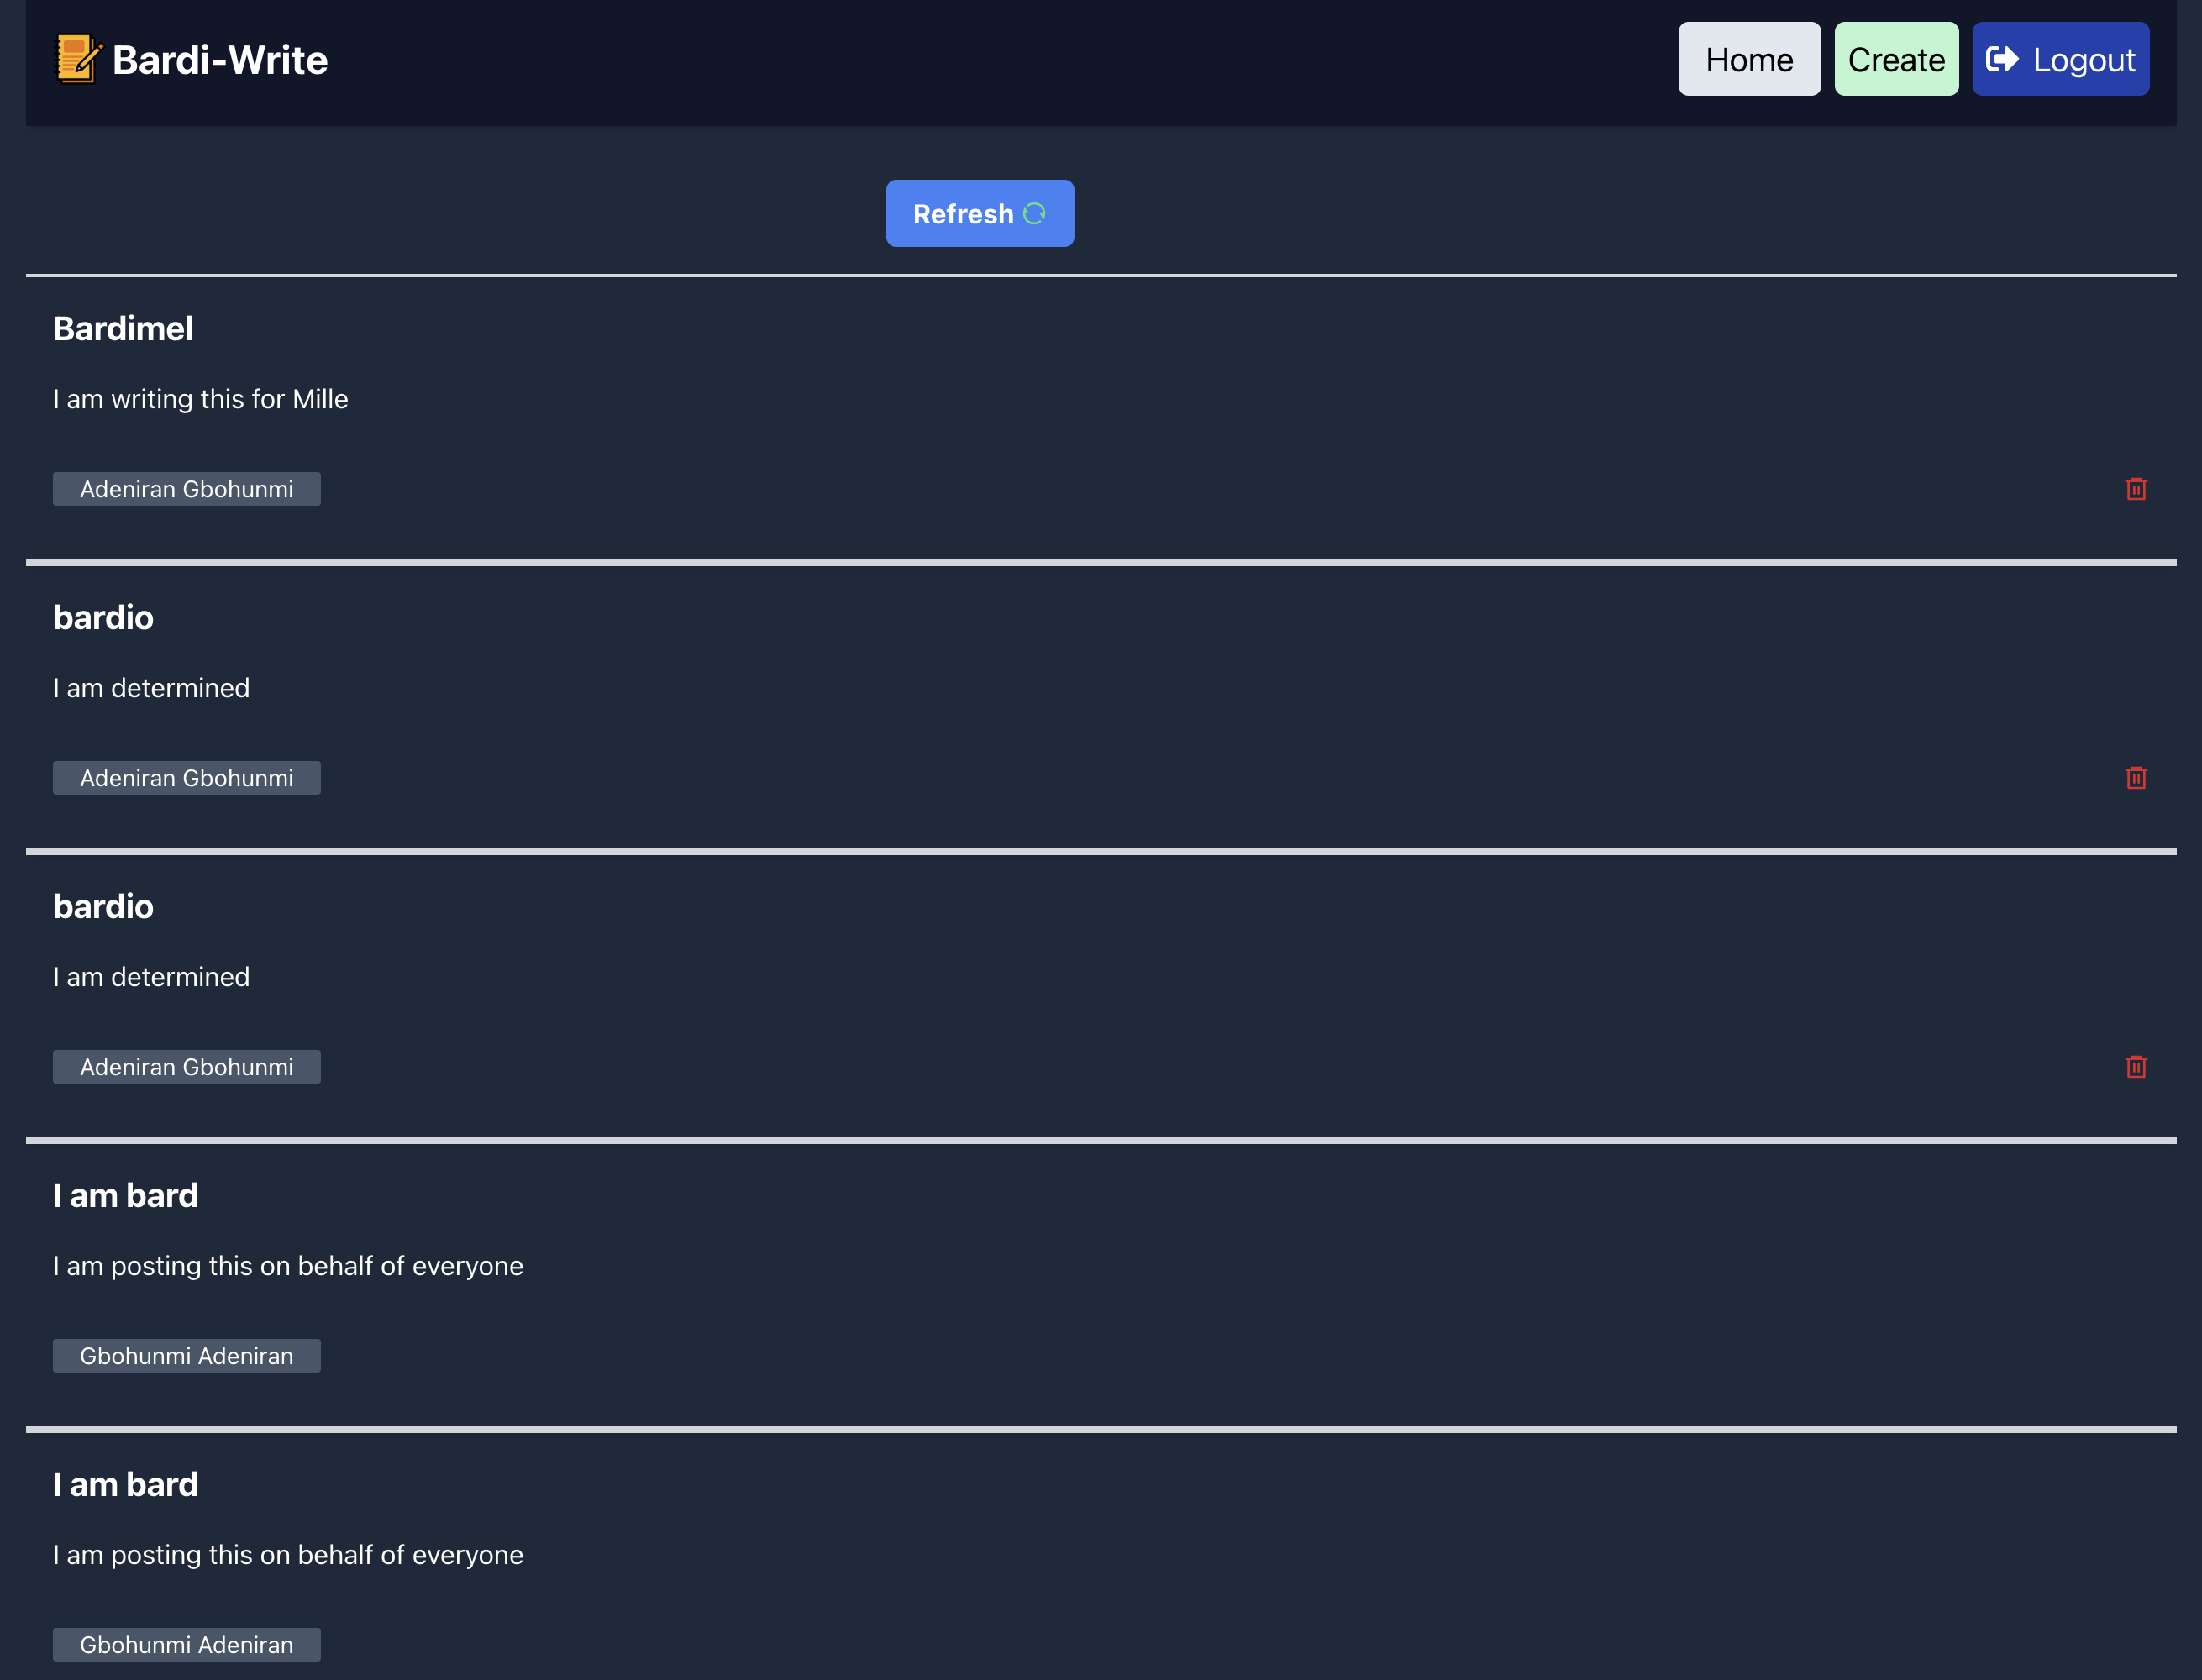 Bardi-Write
Home
Create
Logout
Refresh
Bardimel
I am writing this for Mille
Adeniran Gbohunmi
bardio
I am determined
Adeniran Gbohunmi
bardio
I am determined
Adeniran Gbohunmi
I am bard
I am posting this on behalf of everyone
Gbohunmi Adeniran
I am bard
I am posting this on behalf of everyone
Gbohunmi Adeniran